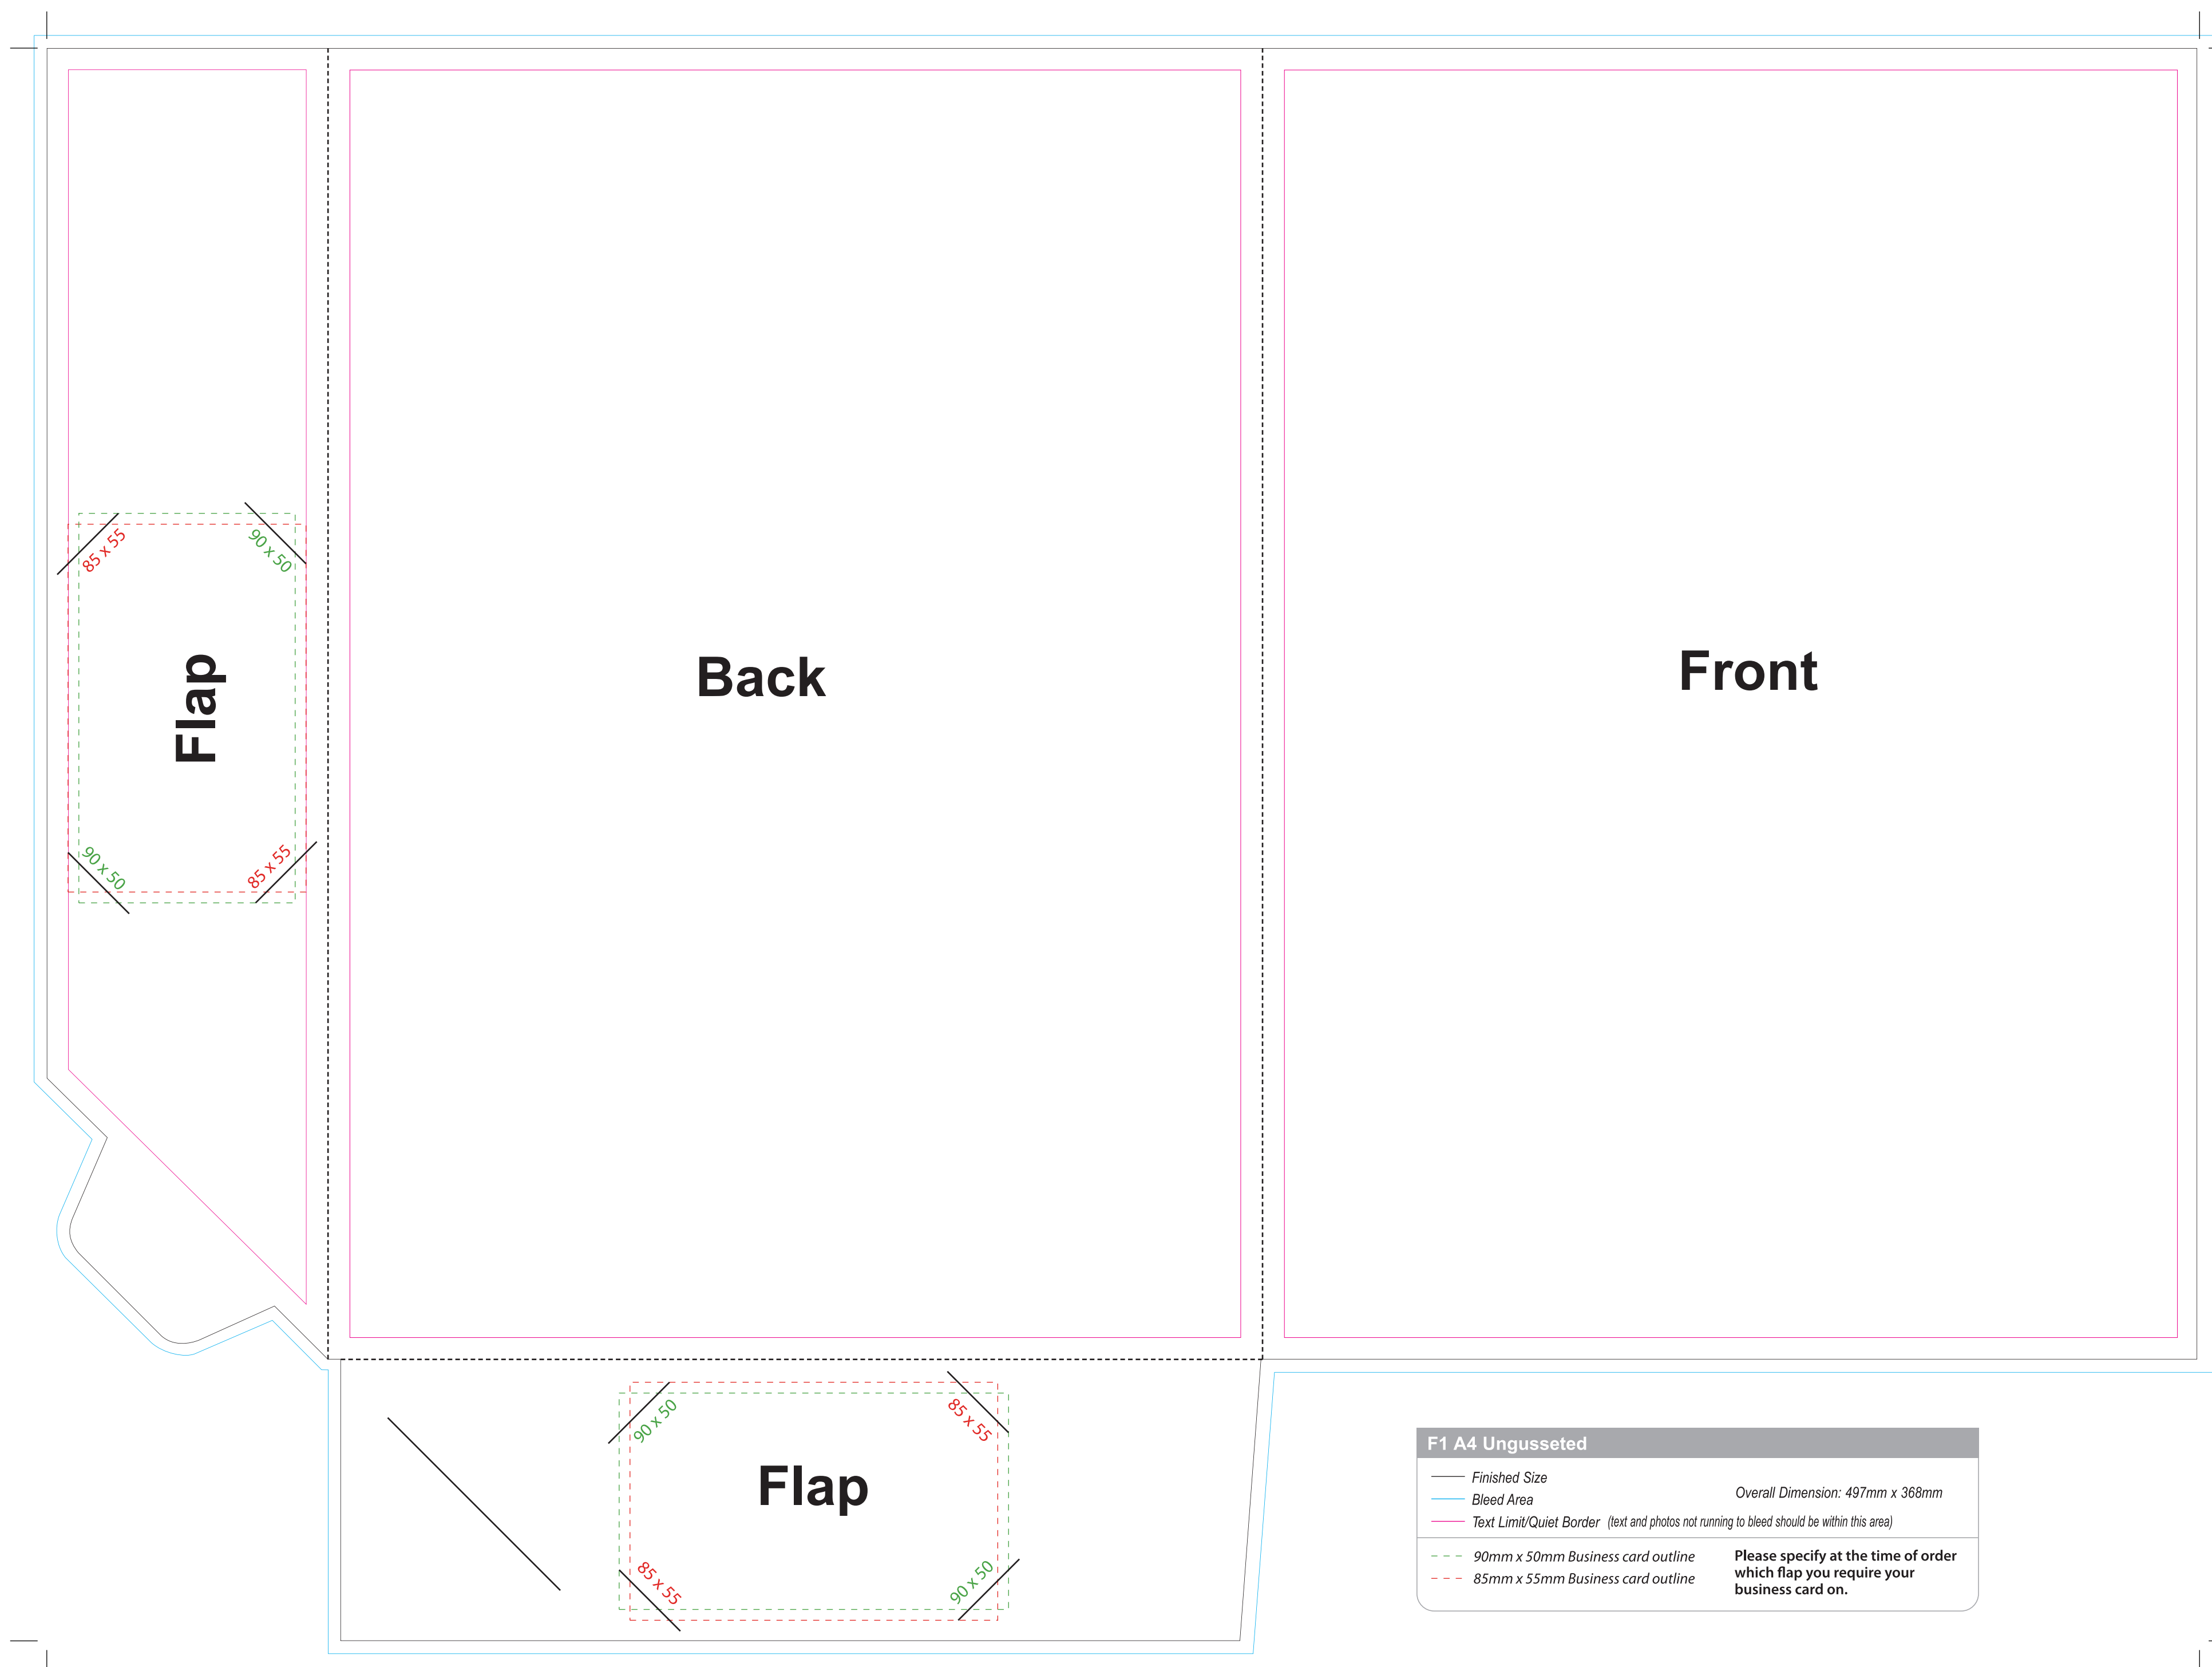 85 x 55
90 x 50
Flap
90 x 50
85 x 55
Back
Front
90 x 50
85 x 55
Flap
85 x 55
90 x 50
F1 A4 Ungusseted
Finished Size
Bleed Area
Overall Dimension: 497mm x 368mm
Text Limit/Quiet Border (text and photos not running to bleed should be within this area)
90mm x 50mm Business card outline
85mm x 55mm Business card outline
Please specify at the time of order
which flap you require your
business card on.